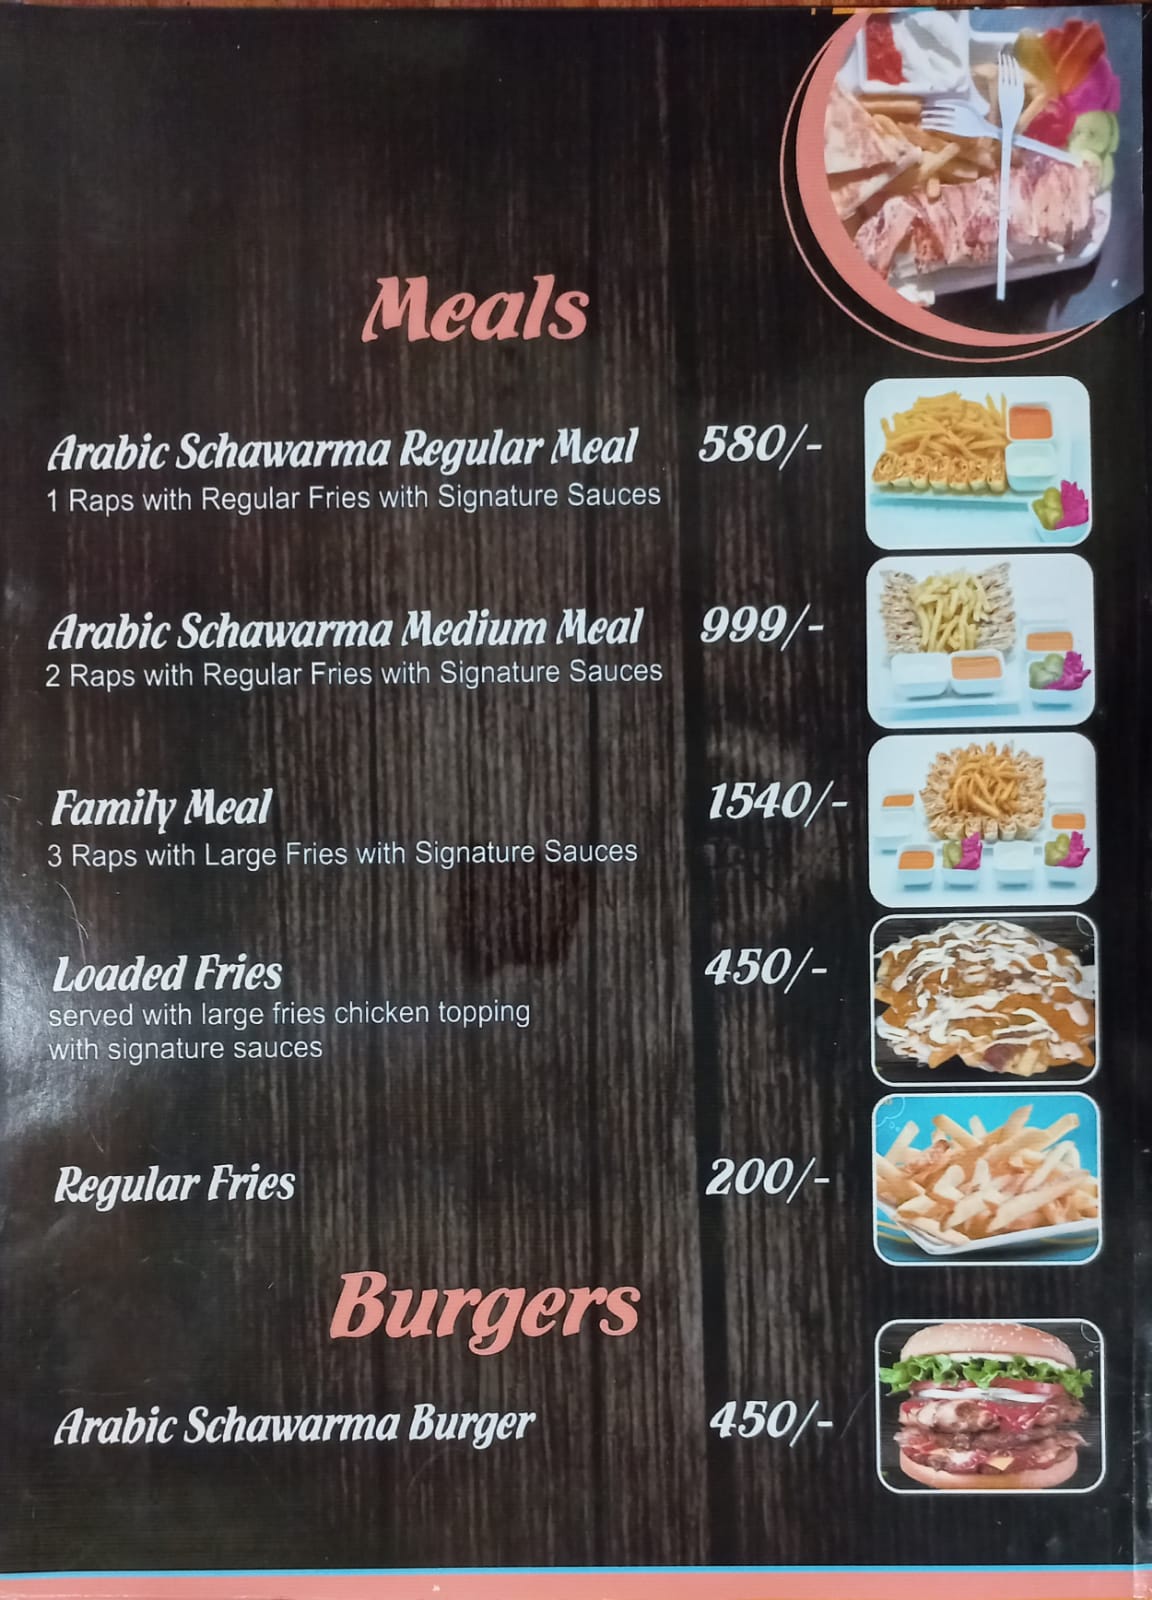 Meals
Arabic Schawarma Regular Meal 580/-
1 Raps with Regular Fries with Signature Sauces
Arabic Schawarma Medium Meal 999/-
2 Raps with Regular Fries with Signature Sauces
Family Meal 1540/-
3 Raps with Large Fries with Signature Sauces
Loaded Fries 450/-
served with large fries chicken topping
with signature sauces
Regular Fries 200/-
Burgers
Arabic Schawarma Burger 450/-